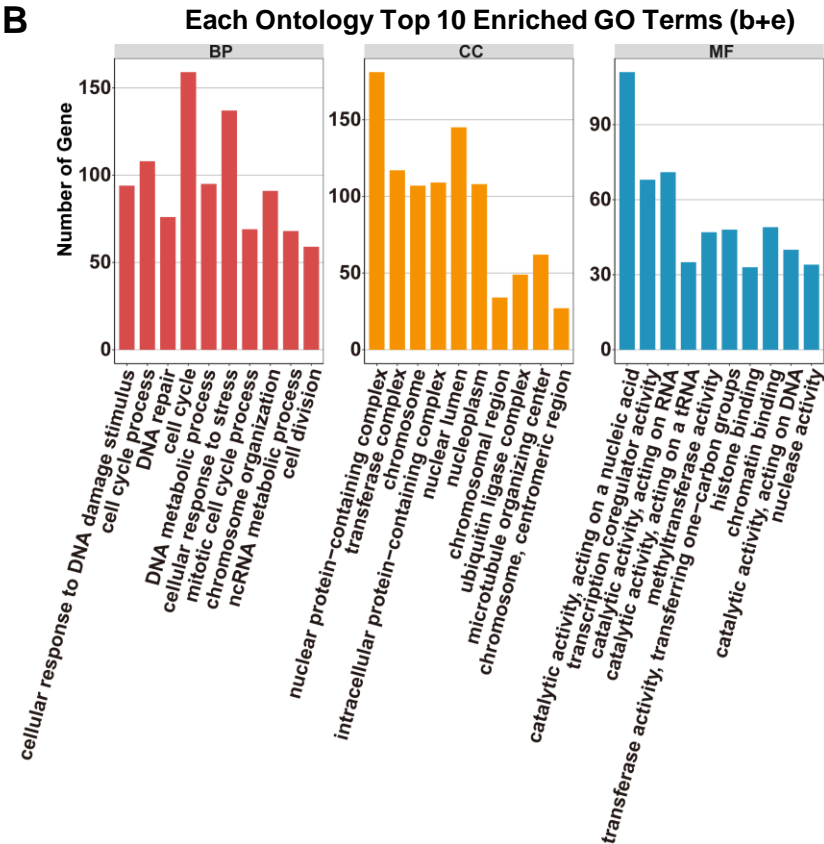 B
Each Ontology Top 10 Enriched GO Terms (b+e)
BP
CC
MF
Number of Gene
150
100
50
0
150
100
50
0
90
60
30
0
cellular response to DNA damage stimulus
cell cycle process
DNA repair
cell cycle
DNA metabolic process
cellular response to stress
mitotic cell cycle process
chromosome organization
ncRNA metabolic process
cell division
nuclear protein−containing complex
transferase complex
chromosome
intracellular protein−containing complex
nuclear lumen
nucleoplasm
chromosomal region
ubiquitin ligase complex
microtubule organizing center
chromosome, centromeric region
catalytic activity, acting on a nucleic acid
transcription coregulator activity
catalytic activity, acting on RNA
catalytic activity, acting on a tRNA
methyltransferase activity
transferase activity, transferring one−carbon groups
histone binding
chromatin binding
catalytic activity, acting on DNA
nuclease activity